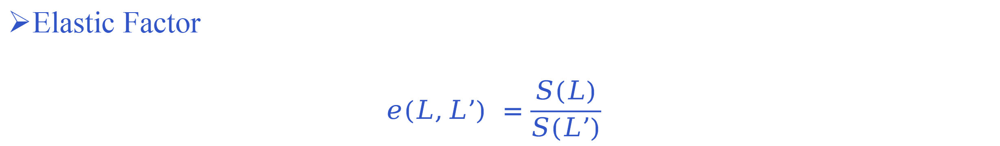 ➢Elastic Factor
e(L, L’) = S(L) / S(L’)